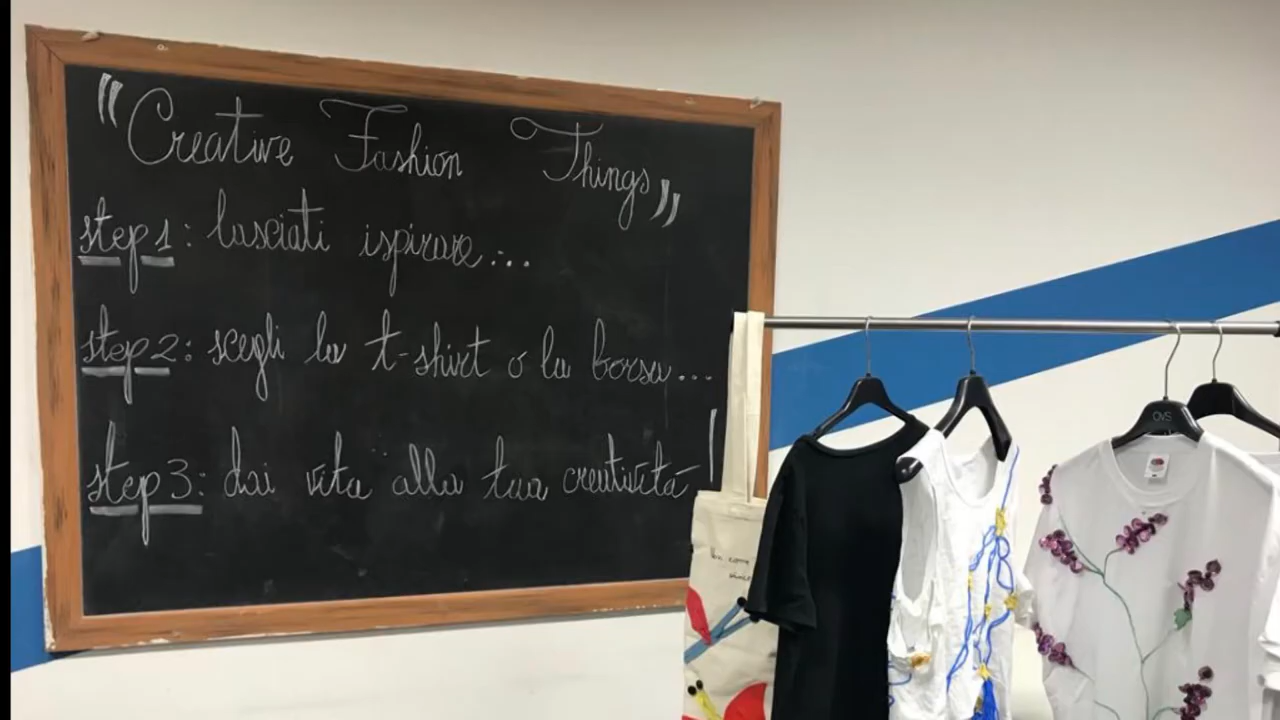 "Creative Fashion Things„
step 1: lasciati ispirare...
step 2: scegli la t-shirt o la borsa...
step 3: dai vita alla tua creatività!
OVS